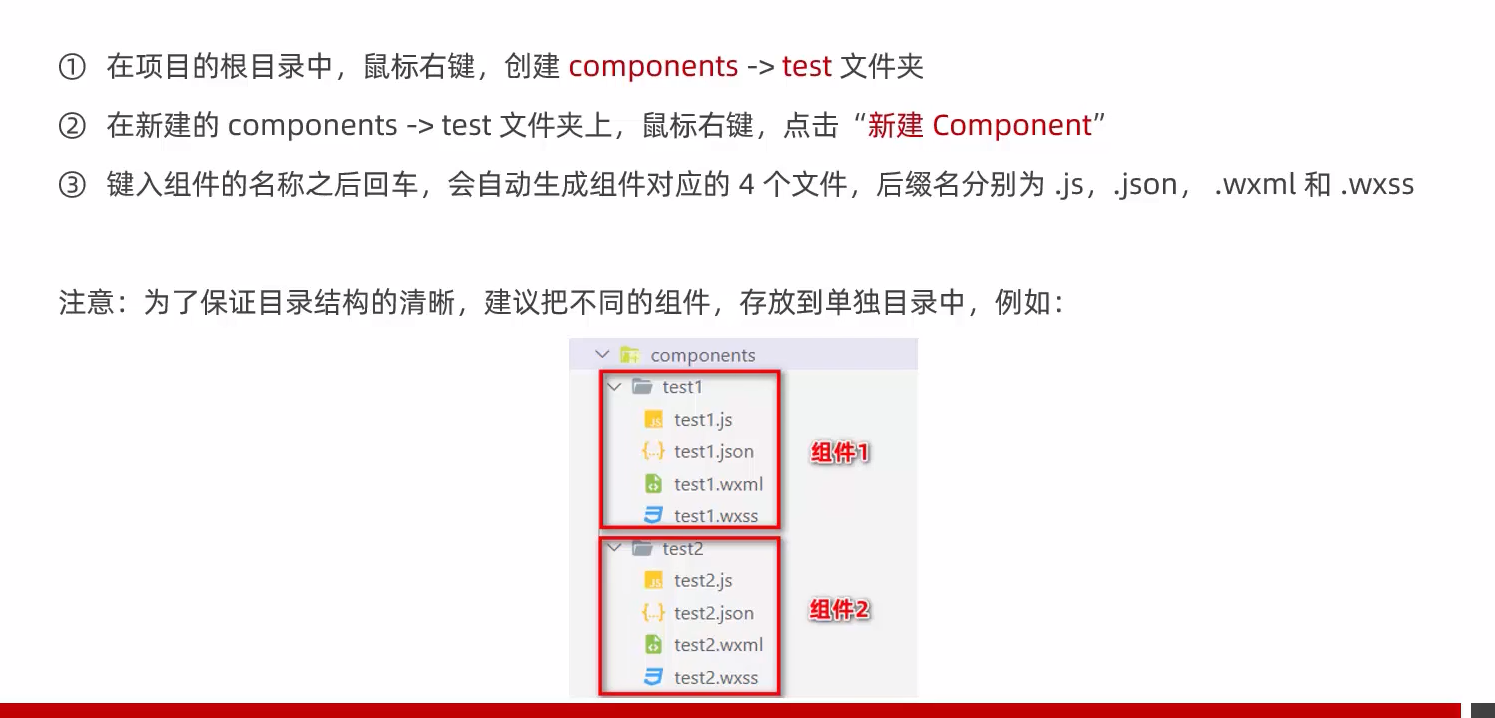 ① 在项目的根目录中，鼠标右键，创建 components -> test 文件夹
② 在新建的 components -> test 文件夹上，鼠标右键，点击“新建 Component”
③ 键入组件的名称之后回车，会自动生成组件对应的 4 个文件，后缀名分别为 .js，.json， .wxml 和 .wxss
注意：为了保证目录结构的清晰，建议把不同的组件，存放到单独目录中，例如：
components
test1
test1.js
test1.json
组件1
test1.wxml
test1.wxss
test2
test2.js
test2.json
组件2
test2.wxml
test2.wxss